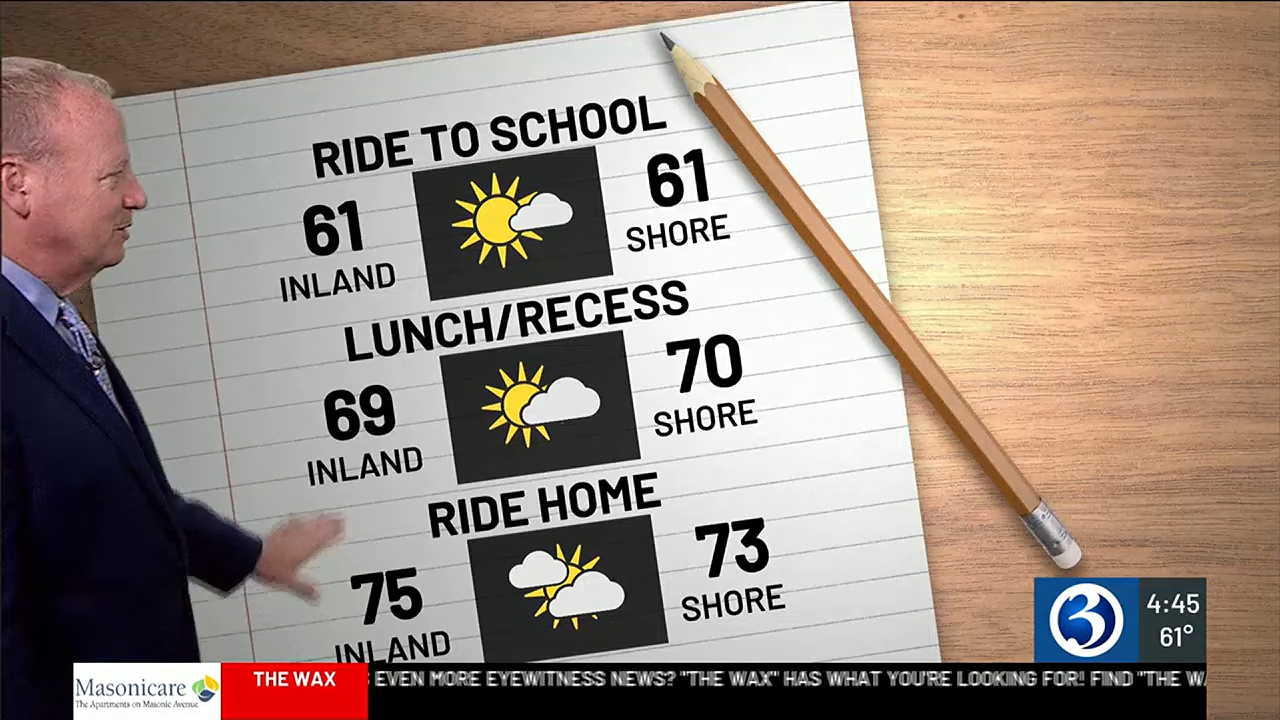 RIDE TO SCHOOL
61
INLAND
61
SHORE
LUNCH/RECESS
69
INLAND
70
SHORE
RIDE HOME
75
INLAND
73
SHORE
3
4:45
61°
Masonicare
The Apartments on Masonic Avenue
THE WAX
EVEN MORE EYEWITNESS NEWS? "THE WAX" HAS WHAT YOU'RE LOOKING FOR! FIND "THE